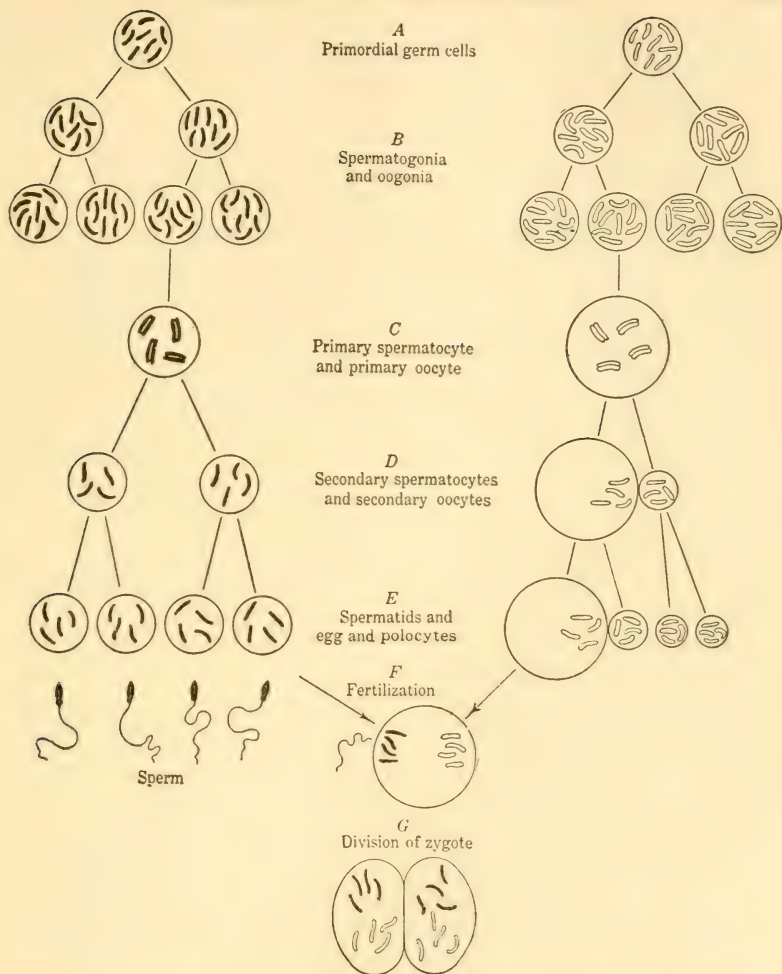 A
Primordial germ cells
B
Spermatogonia
and oogonia
C
Primary spermatocyte
and primary oocyte
D
Secondary spermatocytes
and secondary oocytes
E
Spermatids and
egg and polocytes
F
Fertilization
Sperm
G
Division of zygote